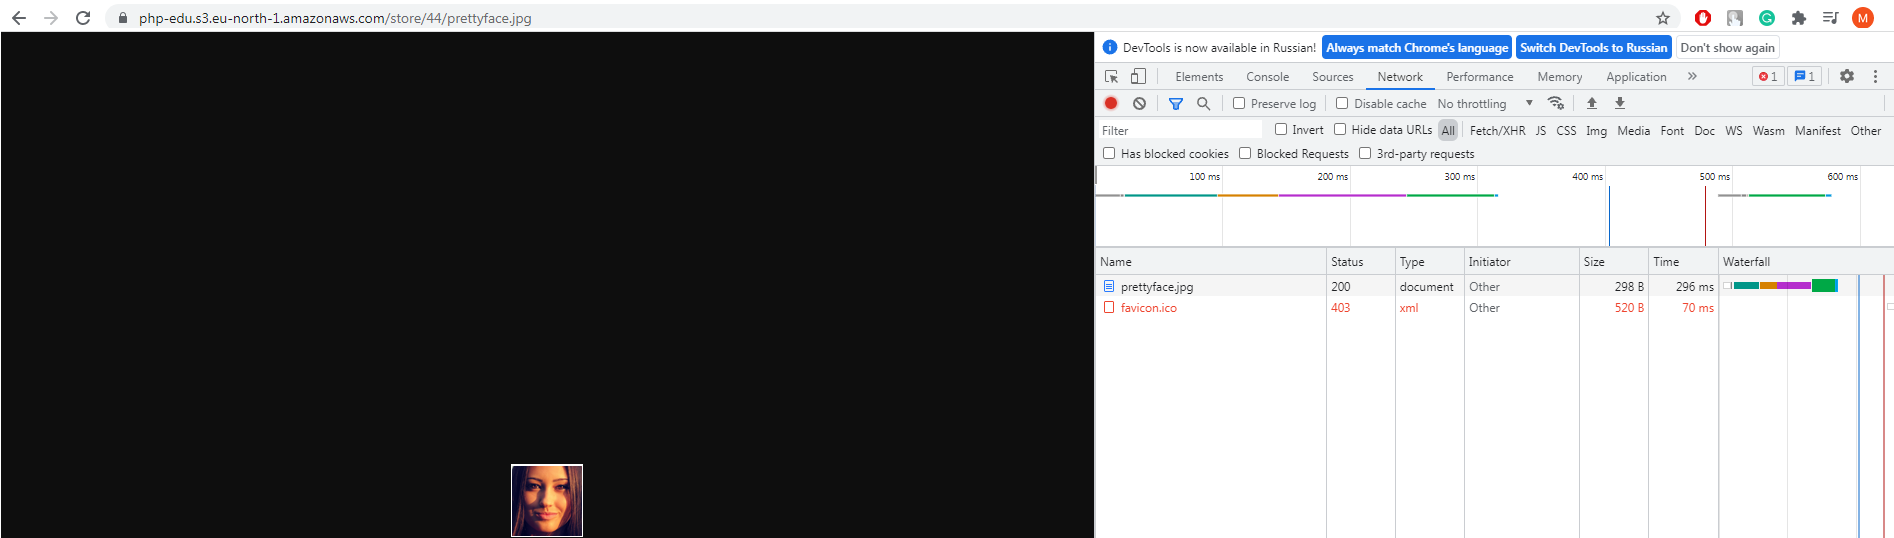 php-edu.s3.eu-north-1.amazonaws.com/store/44/prettyface.jpg
M
DevTools is now available in Russian! Always match Chrome's language Switch DevTools to Russian Don't show again
Elements Console Sources Network Performance Memory Application » 1 1
Preserve log Disable cache No throttling
Filter Invert Hide data URLs All Fetch/XHR JS CSS Img Media Font Doc WS Wasm Manifest Other
Has blocked cookies Blocked Requests 3rd-party requests
100 ms 200 ms 300 ms 400 ms 500 ms 600 ms
Name Status Type Initiator Size Time Waterfall
prettyface.jpg 200 document Other 298 B 296 ms
favicon.ico 403 xml Other 520 B 70 ms